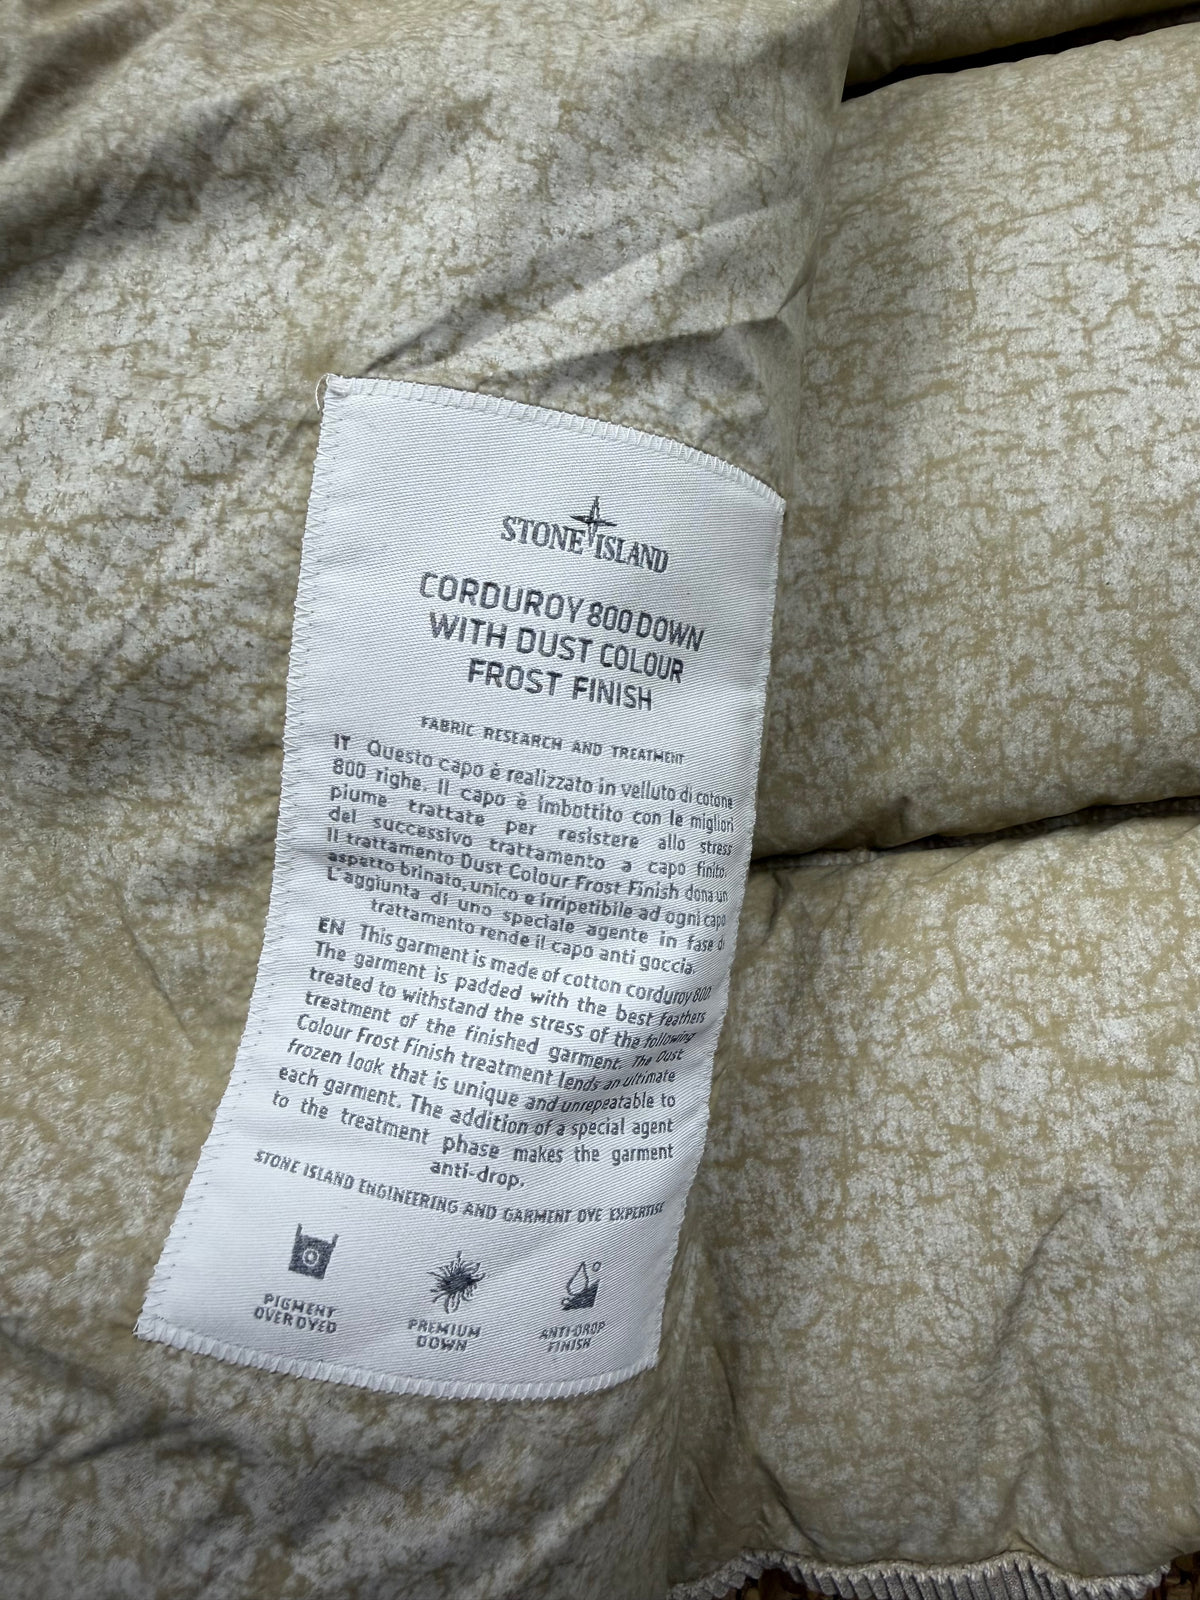 STONE ISLAND
CORDUROY 800 DOWN
WITH DUST COLOUR
FROST FINISH
FABRIC RESEARCH AND TREATMENT
IT Questo capo è realizzato in velluto di cotone
800 righe. Il capo è imbottito con le migliori
piume trattate per resistere allo stress
del successivo trattamento a capo finito.
Il trattamento Dust Colour Frost Finish dona un
aspetto brinato, unico e irripetibile ad ogni capo
L'aggiunta di uno speciale agente in fase di
trattamento rende il capo anti goccia.
EN This garment is made of cotton corduroy 800.
The garment is padded with the best feathers
treated to withstand the stress of the following
treatment of the finished garment. The Dust
Colour Frost Finish treatment lends an ultimate
frozen look that is unique and unrepeatable to
each garment. The addition of a special agent
to the treatment phase makes the garment
anti-drop.
STONE ISLAND ENGINEERING AND GARMENT DYE EXPERTISE
PIGMENT
OVERDYED
PREMIUM
DOWN
ANTI-DROP
FINISH